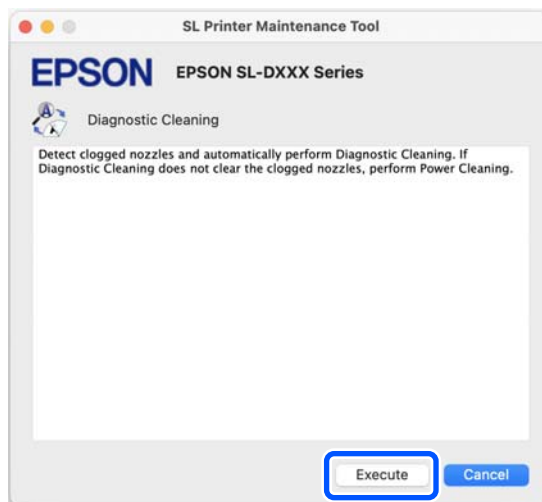 SL Printer Maintenance Tool
EPSON EPSON SL-DXXX Series
Diagnostic Cleaning
Detect clogged nozzles and automatically perform Diagnostic Cleaning. If
Diagnostic Cleaning does not clear the clogged nozzles, perform Power Cleaning.
Execute Cancel